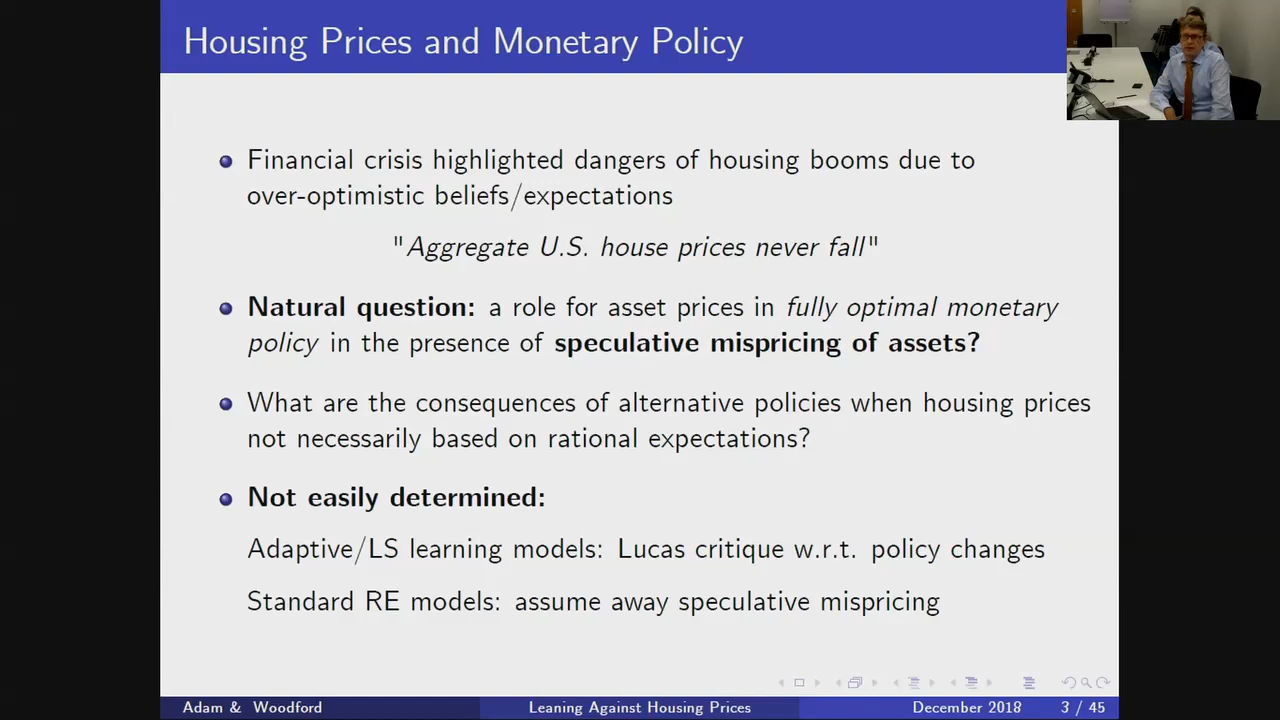 Housing Prices and Monetary Policy
Financial crisis highlighted dangers of housing booms due to
over-optimistic beliefs/expectations
"Aggregate U.S. house prices never fall"
Natural question: a role for asset prices in fully optimal monetary
policy in the presence of speculative mispricing of assets?
What are the consequences of alternative policies when housing prices
not necessarily based on rational expectations?
Not easily determined:
Adaptive/LS learning models: Lucas critique w.r.t. policy changes
Standard RE models: assume away speculative mispricing
Adam & Woodford
Leaning Against Housing Prices
December 2018
3 / 45